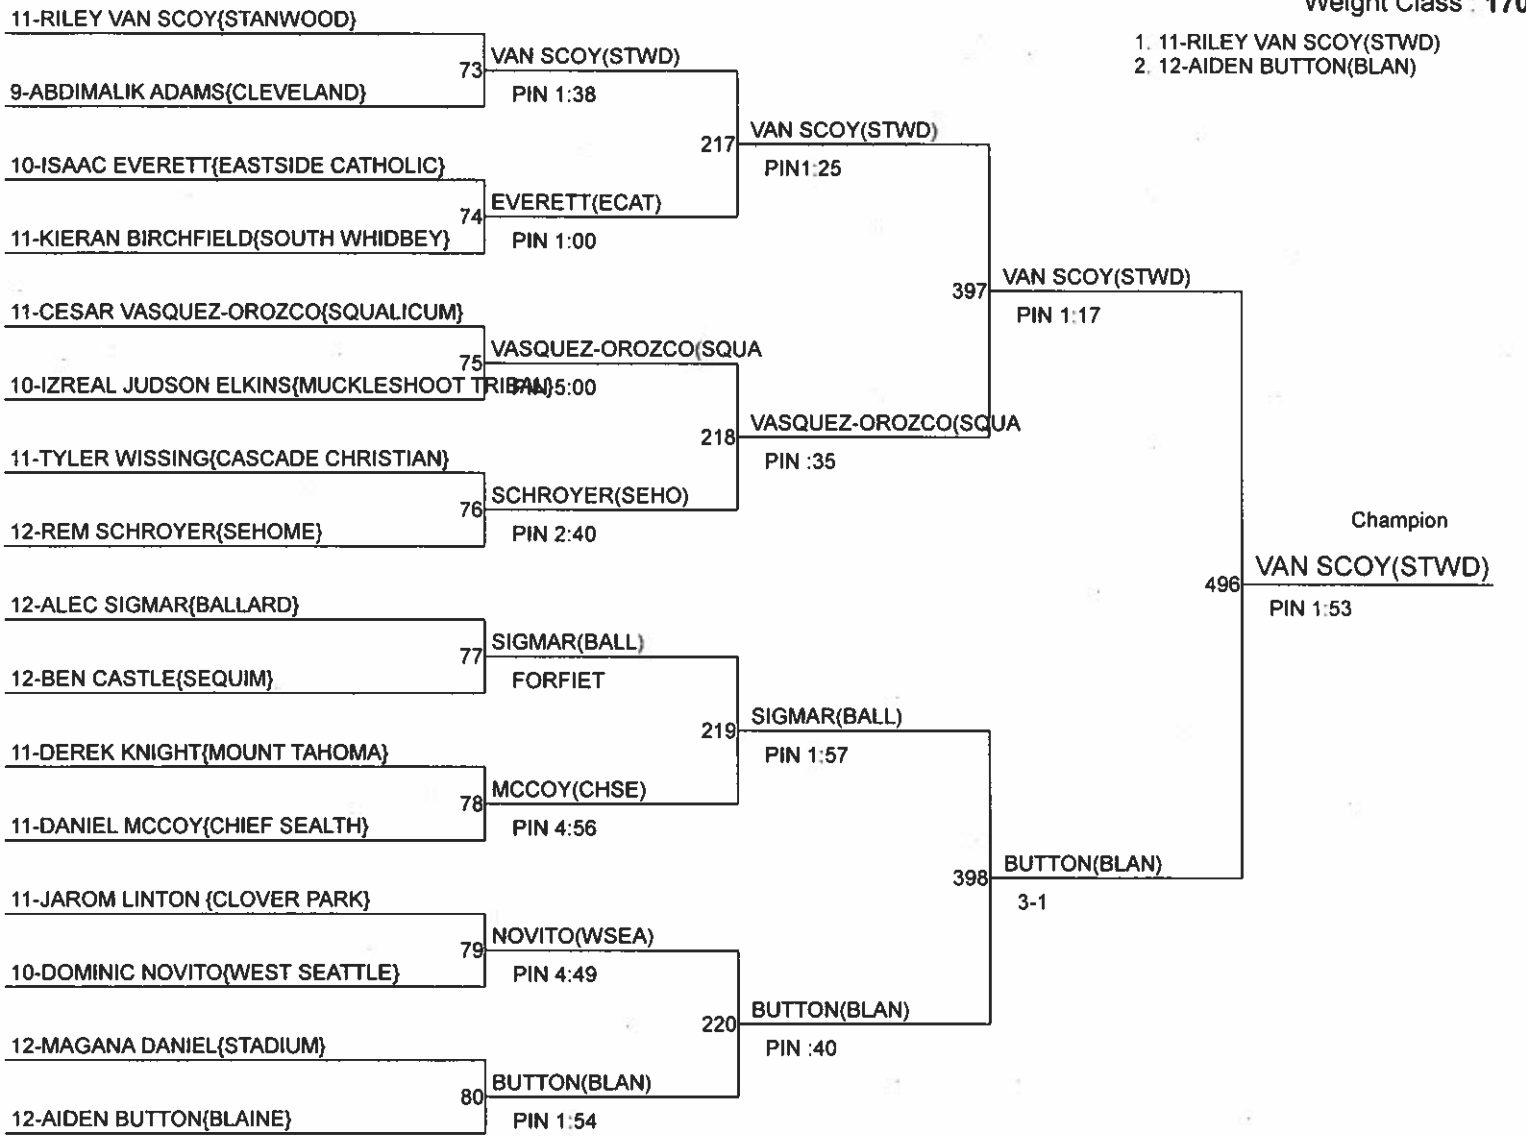 Weight Class : 170
1. 11-RILEY VAN SCOY(STWD)
2. 12-AIDEN BUTTON(BLAN)
11-RILEY VAN SCOY{STANWOOD}
73
VAN SCOY(STWD)
PIN 1:38
9-ABDIMALIK ADAMS{CLEVELAND}
217
VAN SCOY(STWD)
PIN1:25
10-ISAAC EVERETT{EASTSIDE CATHOLIC}
74
EVERETT(ECAT)
PIN 1:00
11-KIERAN BIRCHFIELD{SOUTH WHIDBEY}
397
VAN SCOY(STWD)
PIN 1:17
11-CESAR VASQUEZ-OROZCO{SQUALICUM}
75
VASQUEZ-OROZCO(SQUA
PIN 5:00
10-IZREAL JUDSON ELKINS{MUCKLESHOOT TRIBAL}
218
VASQUEZ-OROZCO(SQUA
PIN :35
11-TYLER WISSING{CASCADE CHRISTIAN}
76
SCHROYER(SEHO)
PIN 2:40
12-REM SCHROYER{SEHOME}
Champion
496
VAN SCOY(STWD)
PIN 1:53
12-ALEC SIGMAR{BALLARD}
77
SIGMAR(BALL)
FORFIET
12-BEN CASTLE{SEQUIM}
219
SIGMAR(BALL)
PIN 1:57
11-DEREK KNIGHT{MOUNT TAHOMA}
78
MCCOY(CHSE)
PIN 4:56
11-DANIEL MCCOY{CHIEF SEALTH}
398
BUTTON(BLAN)
3-1
11-JAROM LINTON {CLOVER PARK}
79
NOVITO(WSEA)
PIN 4:49
10-DOMINIC NOVITO{WEST SEATTLE}
220
BUTTON(BLAN)
PIN :40
12-MAGANA DANIEL{STADIUM}
80
BUTTON(BLAN)
PIN 1:54
12-AIDEN BUTTON{BLAINE}